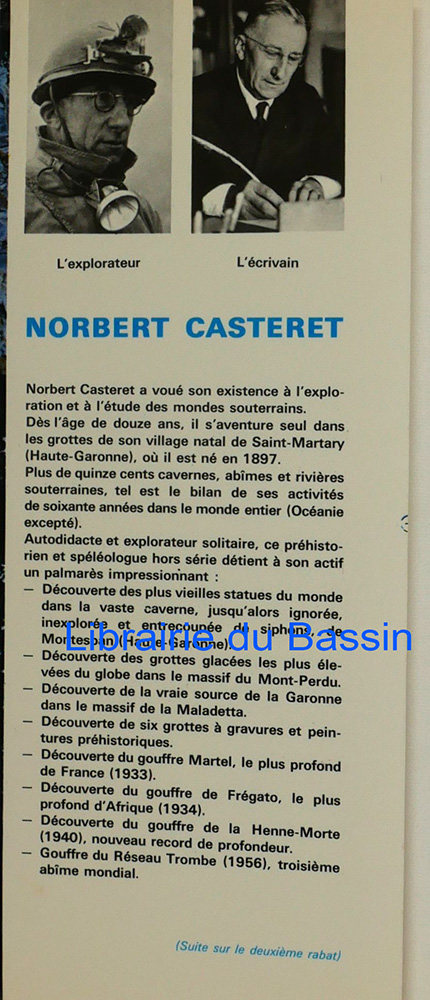 L'explorateur
L'écrivain
NORBERT CASTERET
Norbert Casteret a voué son existence à l'explo-
ration et à l'étude des mondes souterrains.
Dès l'âge de douze ans, il s'aventure seul dans
les grottes de son village natal de Saint-Martary
(Haute-Garonne), où il est né en 1897.
Plus de quinze cents cavernes, abîmes et rivières
souterraines, tel est le bilan de ses activités
de soixante années dans le monde entier (Océanie
excepté).
Autodidacte et explorateur solitaire, ce préhisto-
rien et spéléologue hors série détient à son actif
un palmarès impressionnant :
— Découverte des plus vieilles statues du monde
dans la vaste caverne, jusqu'alors ignorée,
inexplorée et entrecoupée de siphons, de
Montespan (Haute-Garonne).
Librairie du Bassin
— Découverte des grottes glacées les plus éle-
vées du globe dans le massif du Mont-Perdu.
— Découverte de la vraie source de la Garonne
dans le massif de la Maladetta.
— Découverte de six grottes à gravures et pein-
tures préhistoriques.
— Découverte du gouffre Martel, le plus profond
de France (1933).
— Découverte du gouffre de Frégato, le plus
profond d'Afrique (1934).
— Découverte du gouffre de la Henne-Morte
(1940), nouveau record de profondeur.
— Gouffre du Réseau Trombe (1956), troisième
abîme mondial.
(Suite sur le deuxième rabat)